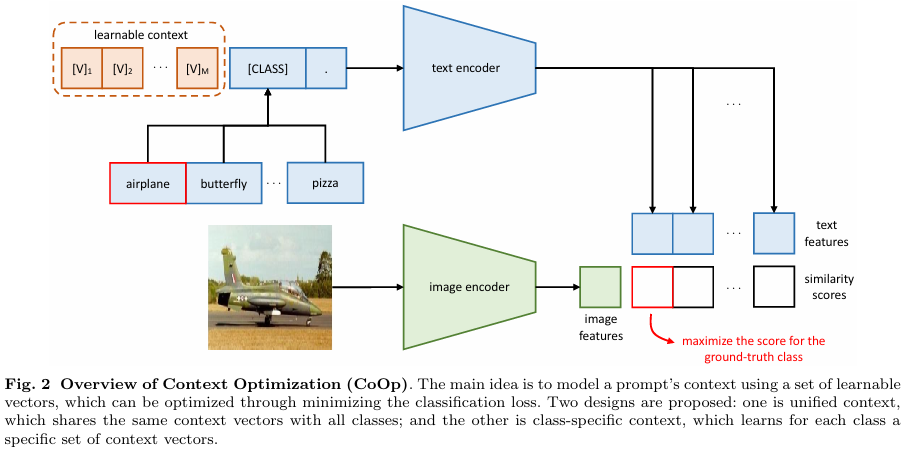 learnable context
[V]1 [V]2 · · · [V]M [CLASS] .
text encoder
· · ·
airplane butterfly · · · pizza
· · · text features
image encoder
· · · similarity scores
image features
maximize the score for the
ground-truth class
Fig. 2 Overview of Context Optimization (CoOp). The main idea is to model a prompt's context using a set of learnable
vectors, which can be optimized through minimizing the classification loss. Two designs are proposed: one is unified context,
which shares the same context vectors with all classes; and the other is class-specific context, which learns for each class a
specific set of context vectors.